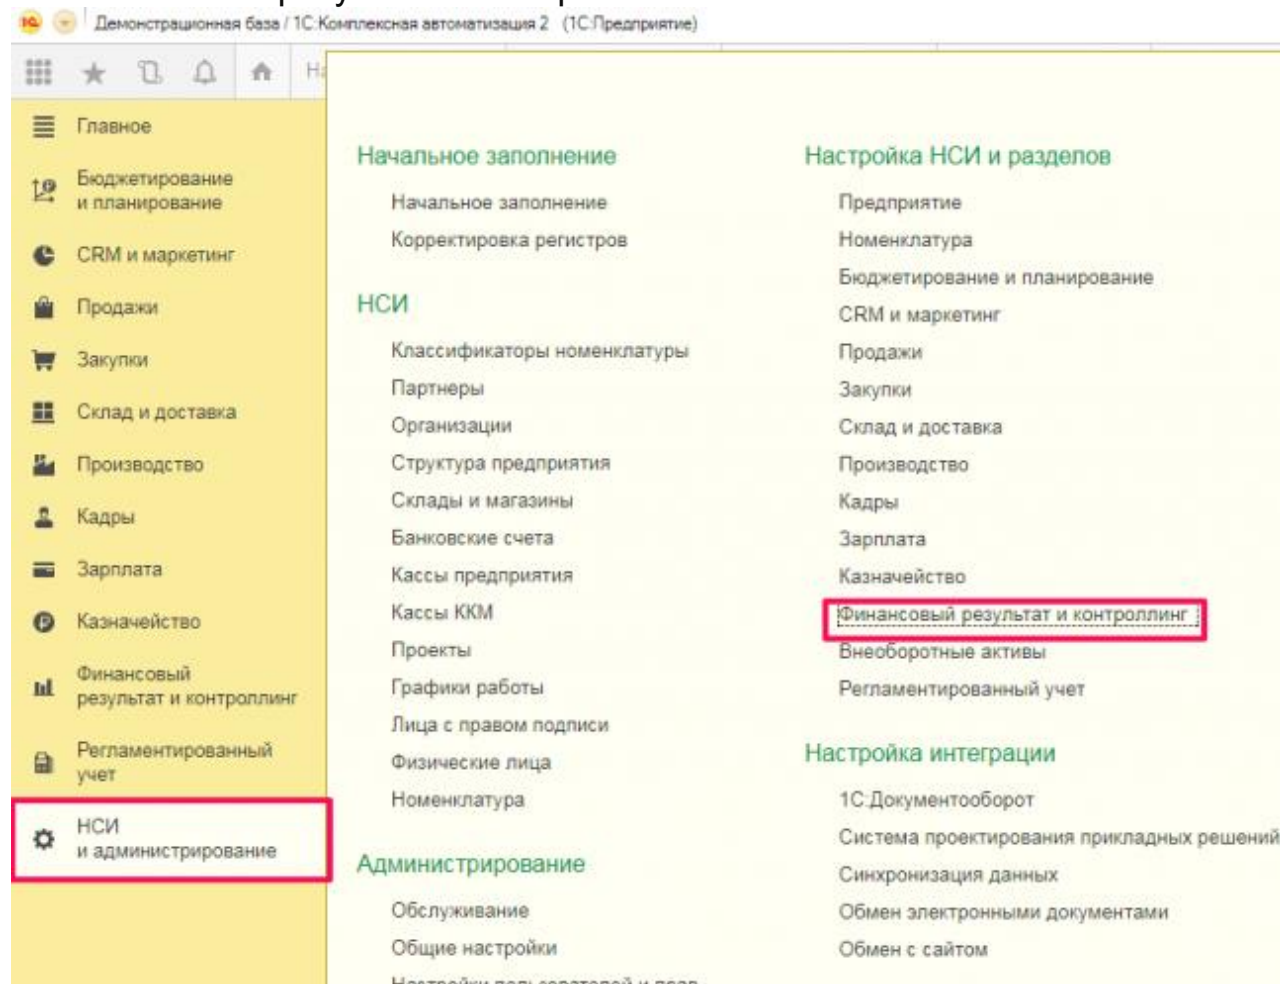 Демонстрационная база / 1С:Комплексная автоматизация 2 (1С:Предприятие)
Главное
Бюджетирование
и планирование
CRM и маркетинг
Продажи
Закупки
Склад и доставка
Производство
Кадры
Зарплата
Казначейство
Финансовый
результат и контроллинг
Регламентированный
учет
НСИ
и администрирование
Начальное заполнение
Начальное заполнение
Корректировка регистров
НСИ
Классификаторы номенклатуры
Партнеры
Организации
Структура предприятия
Склады и магазины
Банковские счета
Кассы предприятия
Кассы ККМ
Проекты
Графики работы
Лица с правом подписи
Физические лица
Номенклатура
Администрирование
Обслуживание
Общие настройки
Настройка НСИ и разделов
Предприятие
Номенклатура
Бюджетирование и планирование
CRM и маркетинг
Продажи
Закупки
Склад и доставка
Производство
Кадры
Зарплата
Казначейство
Финансовый результат и контроллинг
Внеоборотные активы
Регламентированный учет
Настройка интеграции
1С:Документооборот
Система проектирования прикладных решений
Синхронизация данных
Обмен электронными документами
Обмен с сайтом